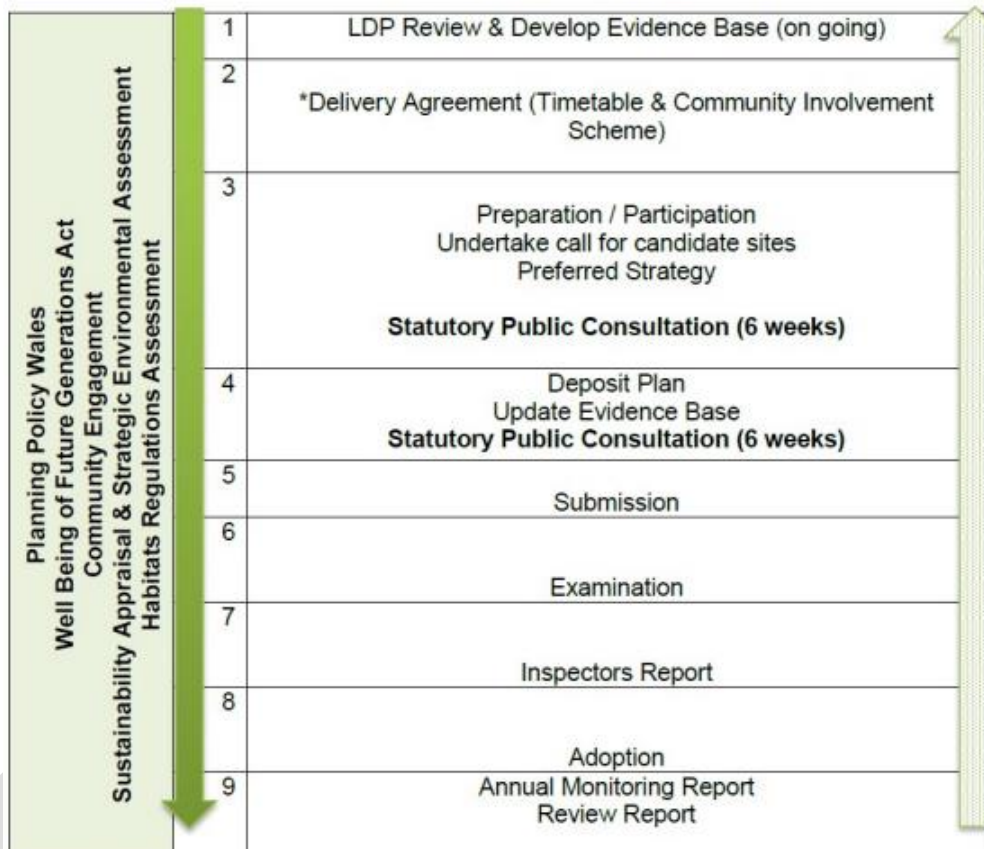 Planning Policy Wales
Well Being of Future Generations Act
Community Engagement
Sustainability Appraisal & Strategic Environmental Assessment
Habitats Regulations Assessment
1
LDP Review & Develop Evidence Base (on going)
2
*Delivery Agreement (Timetable & Community Involvement
Scheme)
3
Preparation / Participation
Undertake call for candidate sites
Preferred Strategy
Statutory Public Consultation (6 weeks)
4
Deposit Plan
Update Evidence Base
Statutory Public Consultation (6 weeks)
5
Submission
6
Examination
7
Inspectors Report
8
Adoption
9
Annual Monitoring Report
Review Report